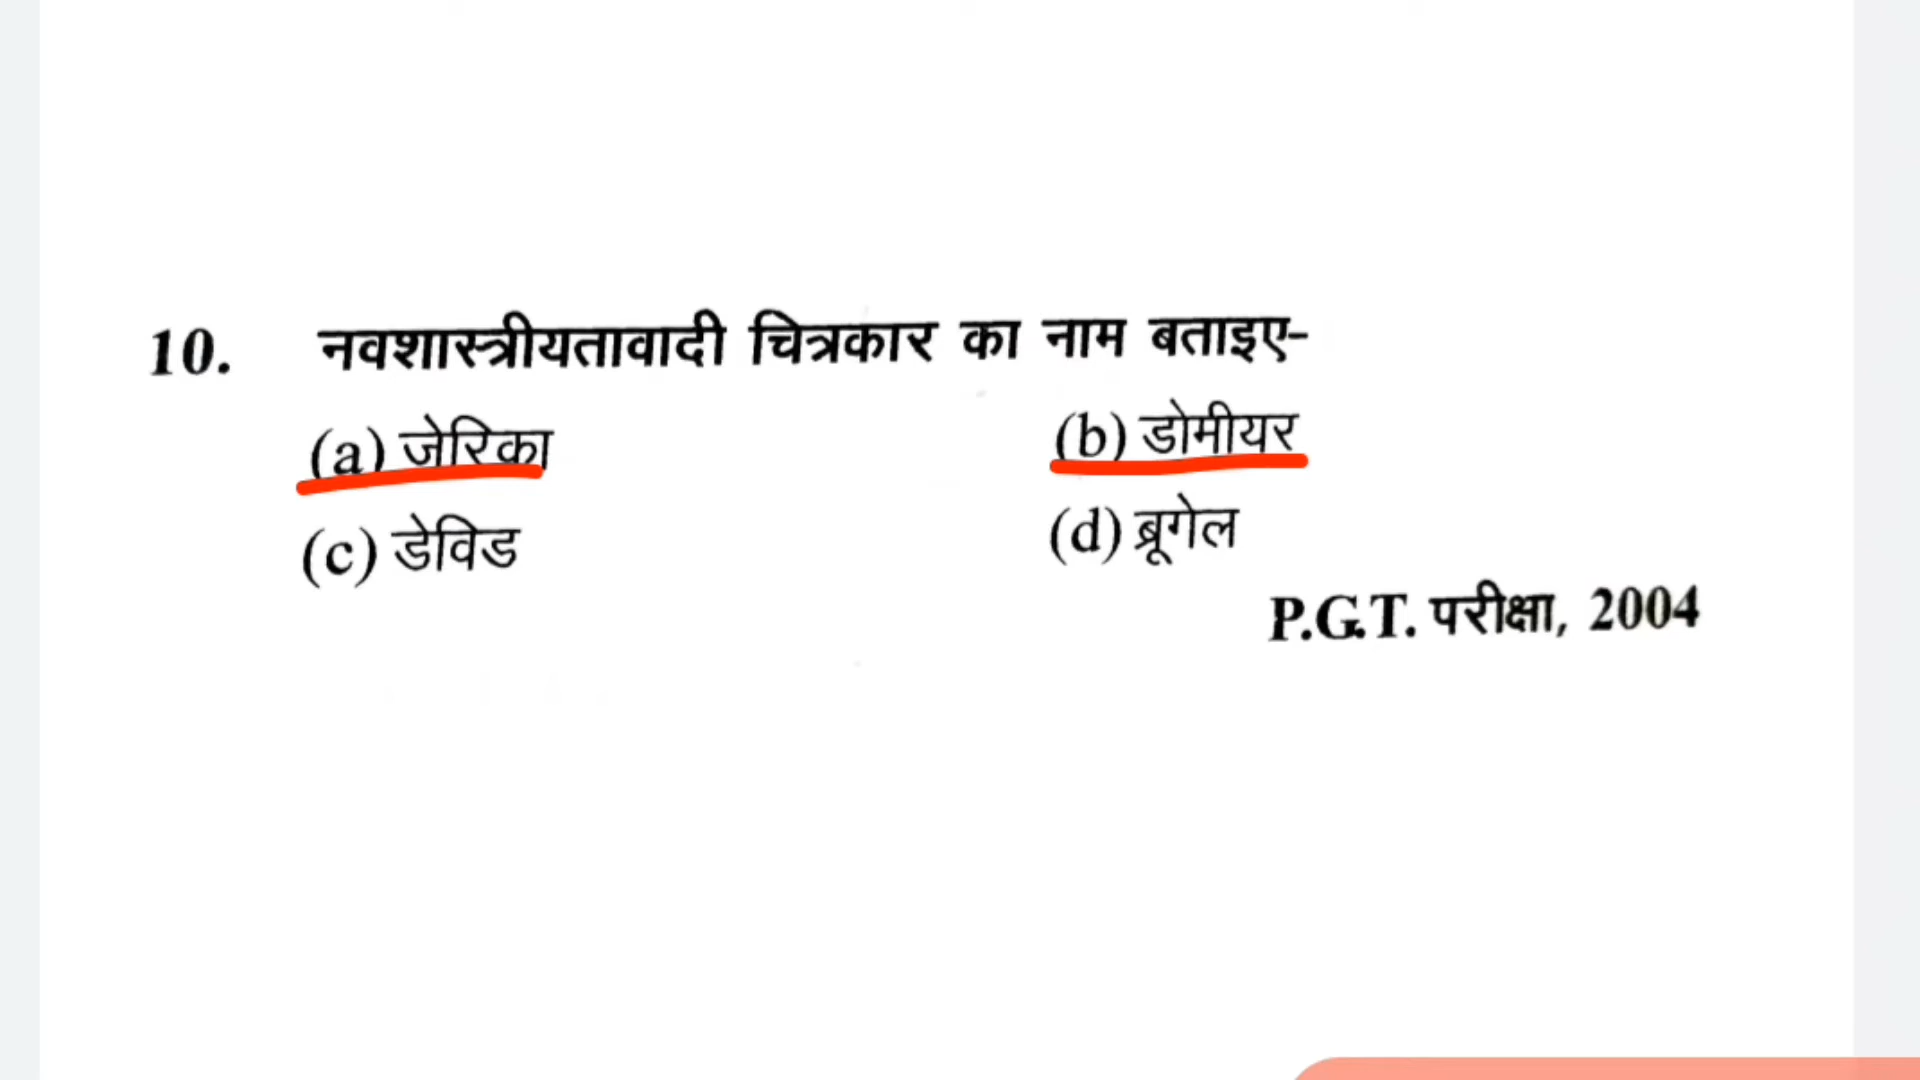 10. नवशास्त्रीयतावादी चित्रकार का नाम बताइए-
(a) जेरिका (b) डोमीयर
(c) डेविड (d) ब्रूगेल
P.G.T. परीक्षा, 2004